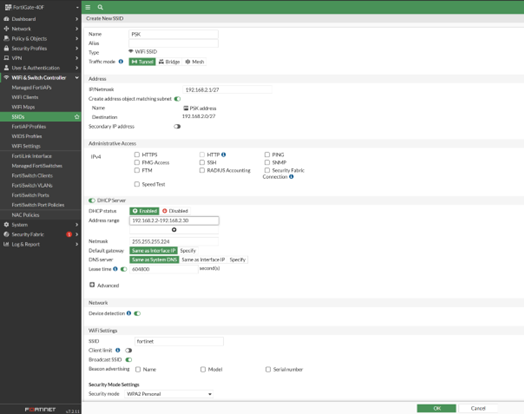 FortiGate-40F
Dashboard
Network
Policy & Objects
Security Profiles
VPN
User & Authentication
WiFi & Switch Controller
Managed FortiAPs
WiFi Clients
WiFi Maps
SSIDs
FortiAP Profiles
WIDS Profiles
WiFi Settings
FortiLink Interface
Managed FortiSwitches
FortiSwitch Clients
FortiSwitch VLANs
FortiSwitch Ports
FortiSwitch Port Policies
NAC Policies
System
Security Fabric 1
Log & Report
FORTINET v7.2.11
Create New SSID
Name PSK
Alias
Type WiFi SSID
Traffic mode Tunnel Bridge Mesh
Address
IP/Netmask 192.168.2.1/27
Create address object matching subnet
Name PSK address
Destination 192.168.2.0/27
Secondary IP address
Administrative Access
IPv4 HTTPS HTTP PING
FMG Access SSH SNMP
FTM RADIUS Accounting Security Fabric
Connection
Speed Test
DHCP Server
DHCP status Enabled Disabled
Address range 192.168.2.2-192.168.2.30
Netmask 255.255.255.224
Default gateway Same as Interface IP Specify
DNS server Same as System DNS Same as Interface IP Specify
Lease time 604800 second(s)
Advanced
Network
Device detection
WiFi Settings
SSID fortinet
Client limit
Broadcast SSID
Beacon advertising Name Model Serial number
Security Mode Settings
Security mode WPA2 Personal
OK Cancel